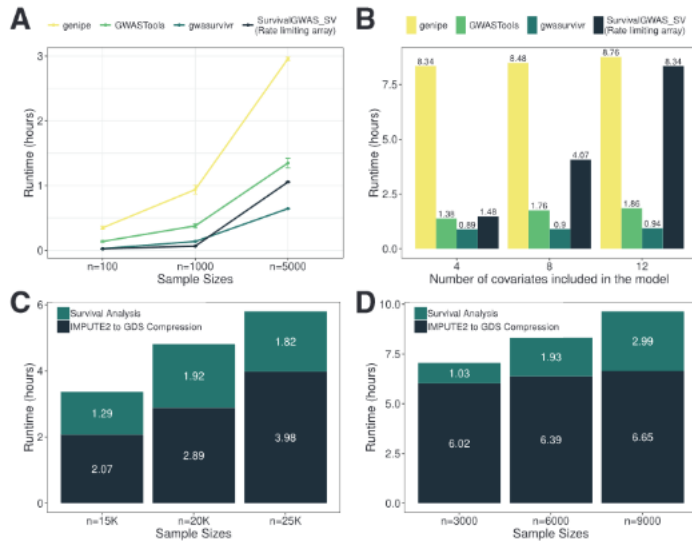 A
genipe GWASTools gwasurvivr SurvivalGWAS_SV
(Rate limiting array)
Runtime (hours)
3
2
1
0
n=100 n=1000 n=5000
Sample Sizes
B
genipe GWASTools gwasurvivr SurvivalGWAS_SV
(Rate limiting array)
Runtime (hours)
7.5
5.0
2.5
0.0
8.34 1.38 0.89 1.48
8.48 1.76 0.9 4.07
8.76 1.86 0.94 8.34
4 8 12
Number of covariates included in the model
C
Survival Analysis
IMPUTE2 to GDS Compression
Runtime (hours)
6
4
2
0
1.29 1.92 1.82
2.07 2.89 3.98
n=15K n=20K n=25K
Sample Sizes
D
Survival Analysis
IMPUTE2 to GDS Compression
Runtime (hours)
10.0
7.5
5.0
2.5
0.0
1.03 1.93 2.99
6.02 6.39 6.65
n=3000 n=6000 n=9000
Sample Sizes